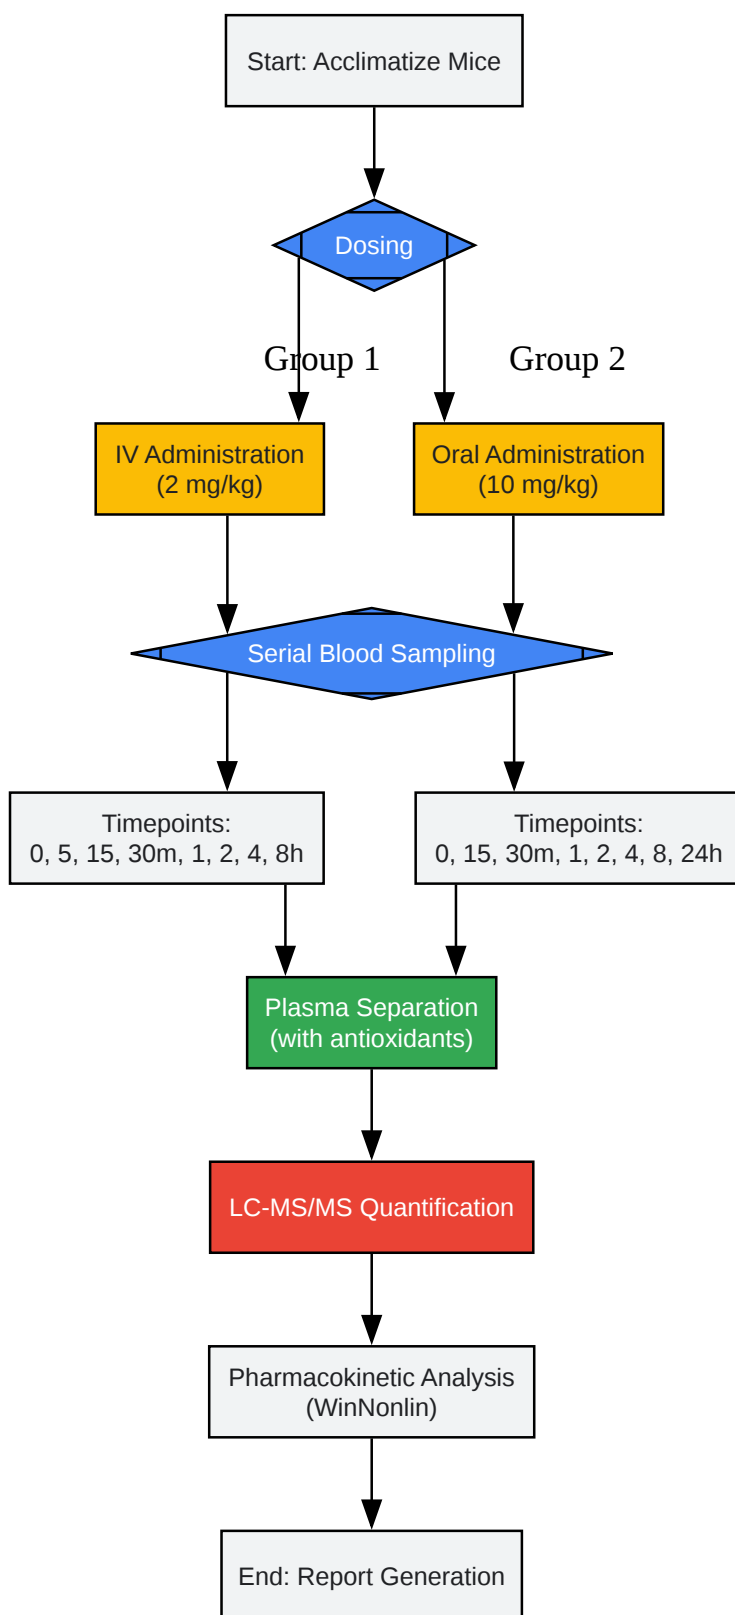 Start: Acclimatize Mice
Dosing
Group 1
Group 2
IV Administration
(2 mg/kg)
Oral Administration
(10 mg/kg)
Serial Blood Sampling
Timepoints:
0, 5, 15, 30m, 1, 2, 4, 8h
Timepoints:
0, 15, 30m, 1, 2, 4, 8, 24h
Plasma Separation
(with antioxidants)
LC-MS/MS Quantification
Pharmacokinetic Analysis
(WinNonlin)
End: Report Generation